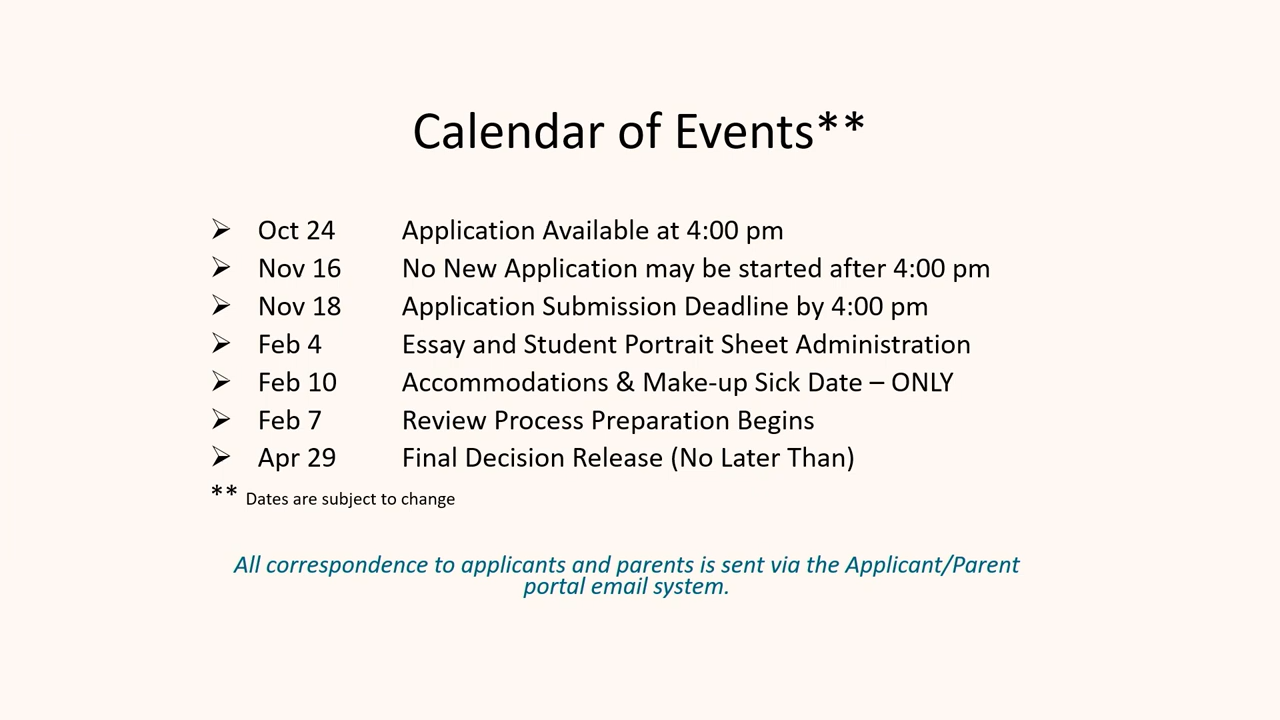 Calendar of Events**
➢ Oct 24 Application Available at 4:00 pm
➢ Nov 16 No New Application may be started after 4:00 pm
➢ Nov 18 Application Submission Deadline by 4:00 pm
➢ Feb 4 Essay and Student Portrait Sheet Administration
➢ Feb 10 Accommodations & Make-up Sick Date – ONLY
➢ Feb 7 Review Process Preparation Begins
➢ Apr 29 Final Decision Release (No Later Than)
** Dates are subject to change
All correspondence to applicants and parents is sent via the Applicant/Parent
portal email system.